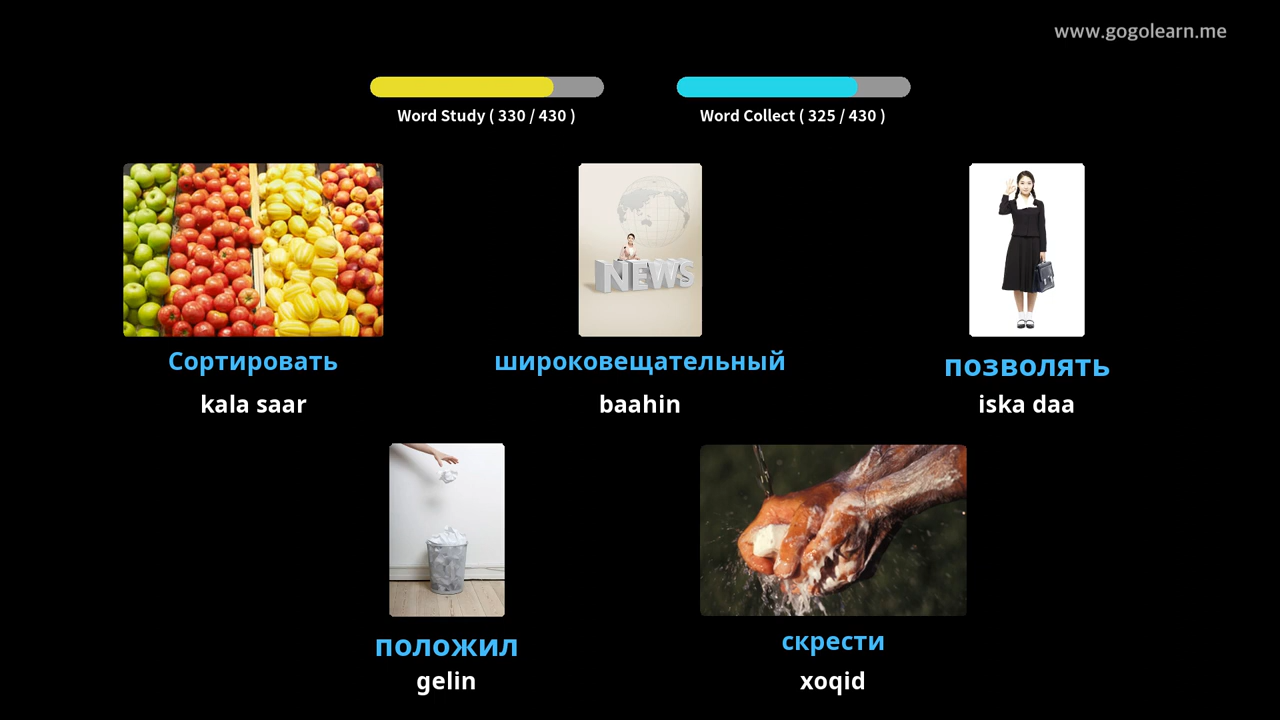 www.gogolearn.me
Word Study ( 330 / 430 )
Word Collect ( 325 / 430 )
NEWS
Сортировать
широковещательный
позволять
kala saar
baahin
iska daa
положил
скрести
gelin
xoqid